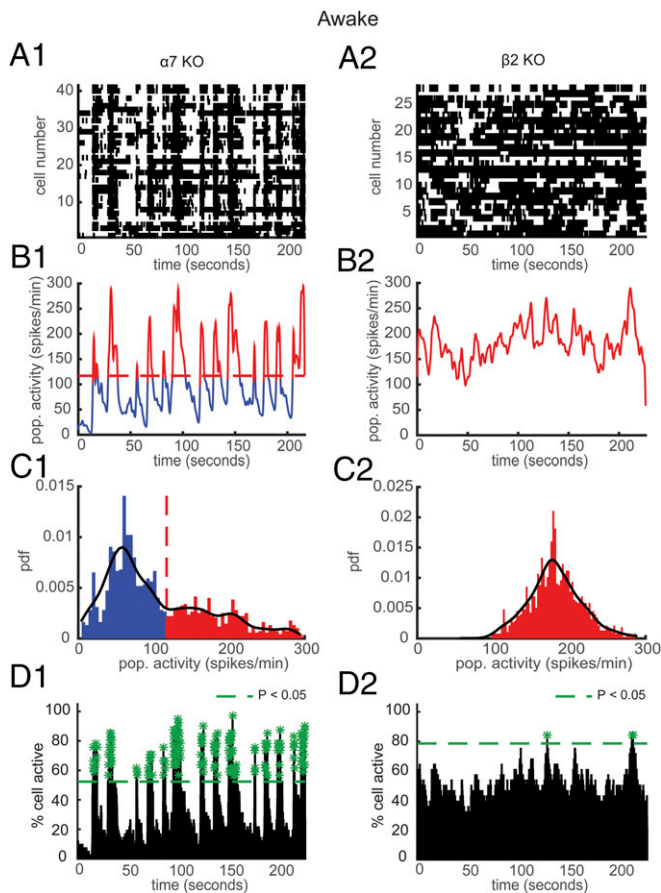 Awake
A1
α7 KO
A2
β2 KO
cell number
40
30
20
10
0
50
100
150
200
time (seconds)
cell number
25
20
15
10
5
0
50
100
150
200
time (seconds)
B1
pop. activity (spikes/min)
300
250
200
150
100
50
0
0
50
100
150
200
time (seconds)
B2
pop. activity (spikes/min)
300
250
200
150
100
50
0
0
50
100
150
200
time (seconds)
C1
pdf
0.015
0.01
0.005
0
0
100
200
300
pop. activity (spikes/min)
C2
pdf
0.025
0.02
0.015
0.01
0.005
0
0
100
200
300
pop. activity (spikes/min)
D1
P < 0.05
% cell active
100
80
60
40
20
0
0
50
100
150
200
time (seconds)
D2
P < 0.05
% cell active
100
80
60
40
20
0
0
50
100
150
200
time (seconds)